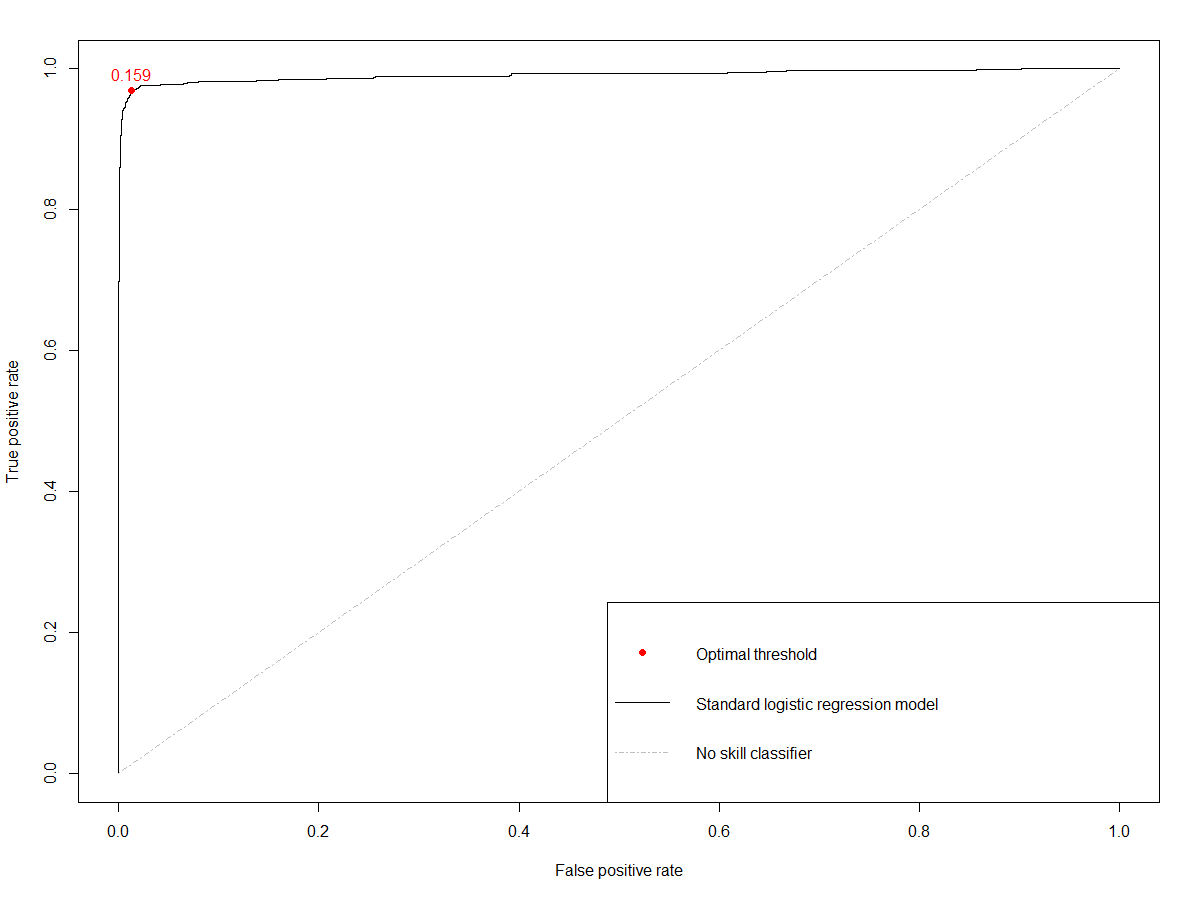 0.159
1.0
0.8
0.6
0.4
0.2
0.0
True positive rate
Optimal threshold
Standard logistic regression model
No skill classifier
0.0 0.2 0.4 0.6 0.8 1.0
False positive rate